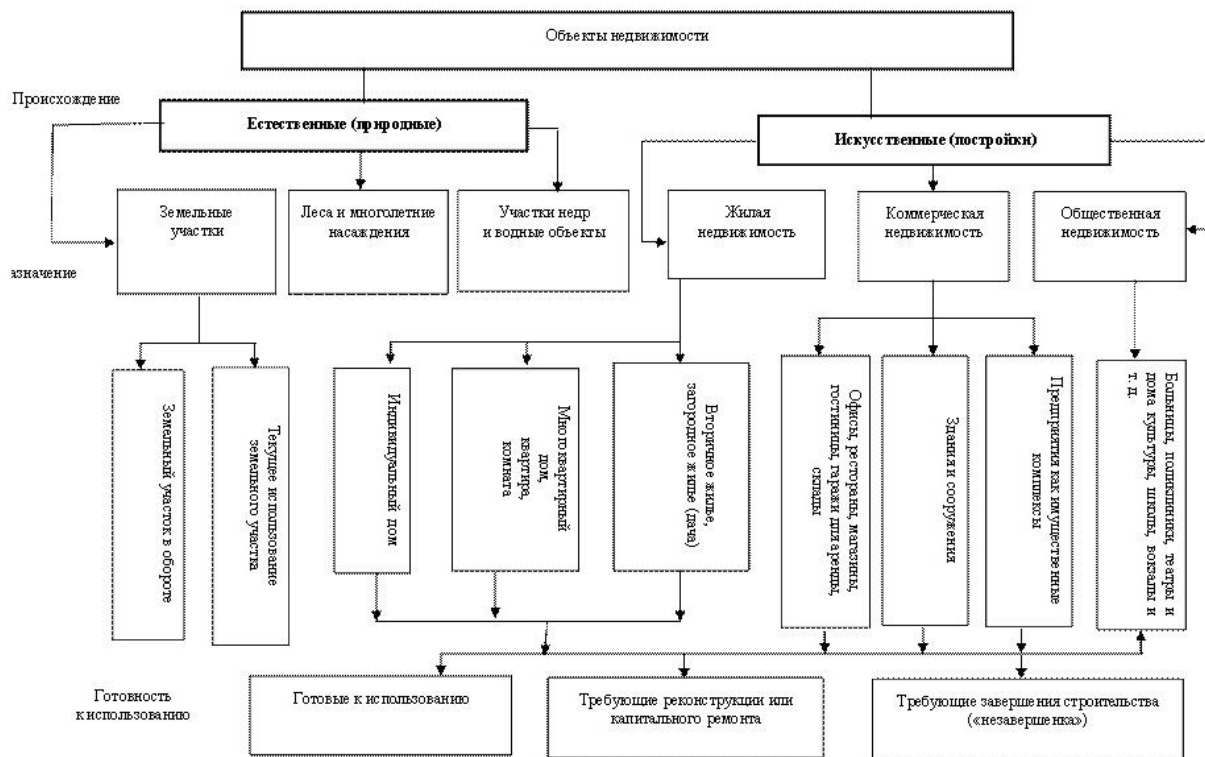 Объекты недвижимости
Происхождение
Естественные (природные)
Искусственные (постройки)
Земельные
участки
Леса и многолетние
насаждения
Участки недр
и водные объекты
Жилая
недвижимость
Коммерческая
недвижимость
Общественная
недвижимость
азначение
Земельный участок в обороте
Текущее использование
земельного участка
Индивидуальный дом
Многоквартирный
дом,
квартира,
комната
Вторичное жилье,
загородное жилье (дача)
Офисы, рестораны, магазины,
гостиницы, гаражи для аренды,
склады
Здания и сооружения
Предприятия как имущественные
комплексы
Больницы, поликлиники, театры и
дома культуры, школы, вокзалы и
т. д.
Готовность
к использованию
Готовые к использованию
Требующие реконструкции или
капитального ремонта
Требующие завершения строительства
(«незавершенка»)